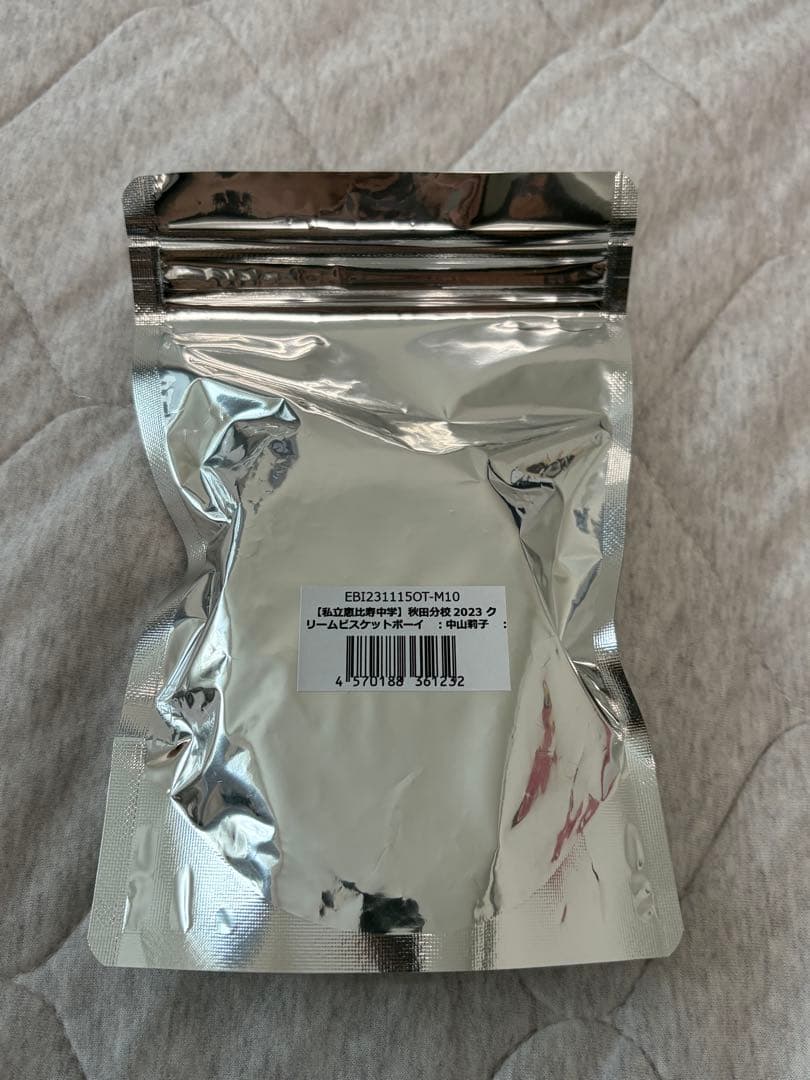 EBI231115OT-M10
【私立恵比寿中学】秋田分校 2023 ク
リームビスケットボーイ　：中山莉子　：
4 570188 361232